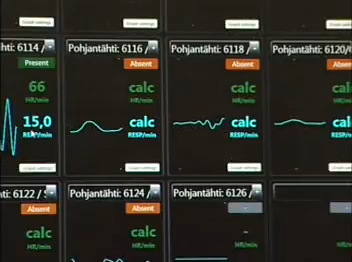 hti: 6114 /
Pohjantähti: 6116 /
Pohjantähti: 6118 /
Pohjantähti: 6120/
Present
Absent
Absent
Absent
66
calc
calc
calc
HR/min
HR/min
HR/min
HR/min
15,0
calc
calc
calc
RESP/min
RESP/min
RESP/min
RESP/min
ti: 6122 /
Pohjantähti: 6124 /
Pohjantähti: 6126 /
Absent
Absent
-
-
calc
calc
-
HR/min
HR/min
HR/min